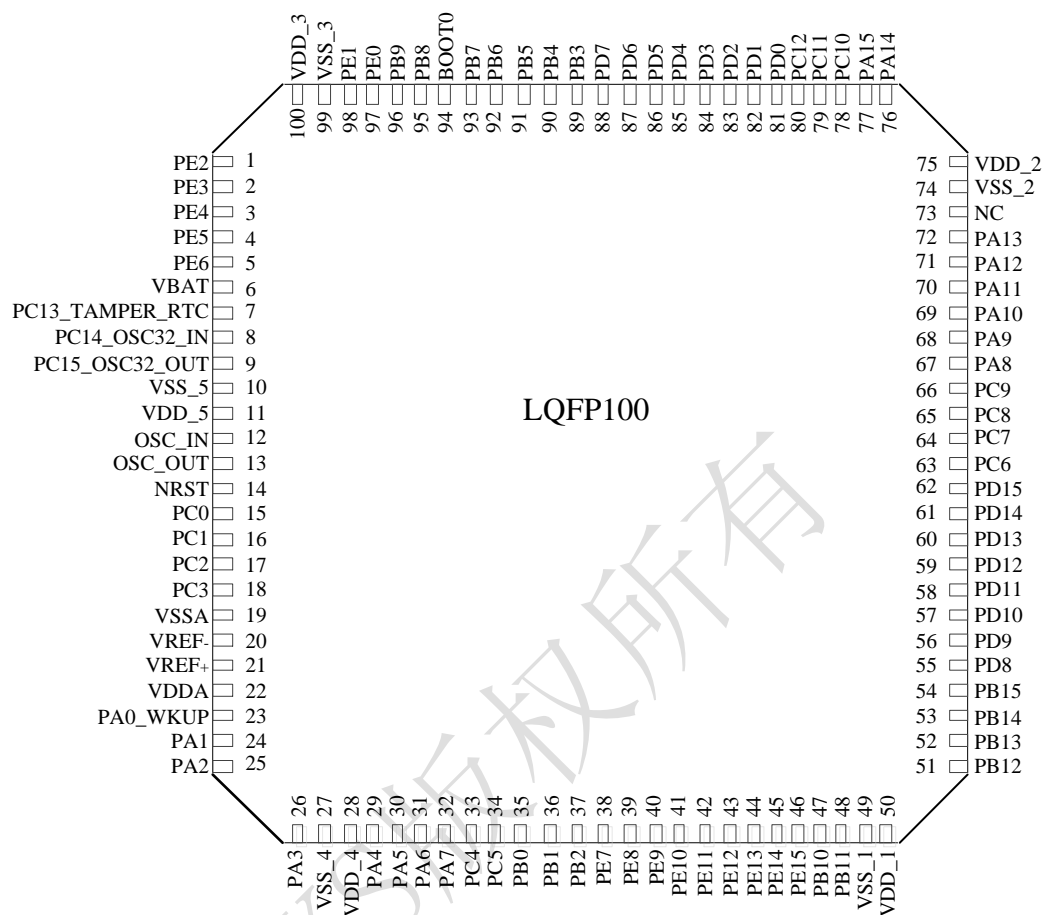 VDD_3 VSS_3 PE1 PE0 PB9 PB8 BOOT0 PB7 PB6 PB5 PB4 PB3 PD7 PD6 PD5 PD4 PD3 PD2 PD1 PD0 PC12 PC11 PC10 PA15 PA14
100 99 98 97 96 95 94 93 92 91 90 89 88 87 86 85 84 83 82 81 80 79 78 77 76
PE2 1 75 VDD_2
PE3 2 74 VSS_2
PE4 3 73 NC
PE5 4 72 PA13
PE6 5 71 PA12
VBAT 6 70 PA11
PC13_TAMPER_RTC 7 69 PA10
PC14_OSC32_IN 8 68 PA9
PC15_OSC32_OUT 9 67 PA8
VSS_5 10 66 PC9
VDD_5 11 LQFP100 65 PC8
OSC_IN 12 64 PC7
OSC_OUT 13 63 PC6
NRST 14 62 PD15
PC0 15 61 PD14
PC1 16 60 PD13
PC2 17 59 PD12
PC3 18 58 PD11
VSSA 19 57 PD10
VREF- 20 56 PD9
VREF+ 21 55 PD8
VDDA 22 54 PB15
PA0_WKUP 23 53 PB14
PA1 24 52 PB13
PA2 25 51 PB12
26 27 28 29 30 31 32 33 34 35 36 37 38 39 40 41 42 43 44 45 46 47 48 49 50
PA3 VSS_4 VDD_4 PA4 PA5 PA6 PA7 PC4 PC5 PB0 PB1 PB2 PE7 PE8 PE9 PE10 PE11 PE12 PE13 PE14 PE15 PB10 PB11 VSS_1 VDD_1
版权所有